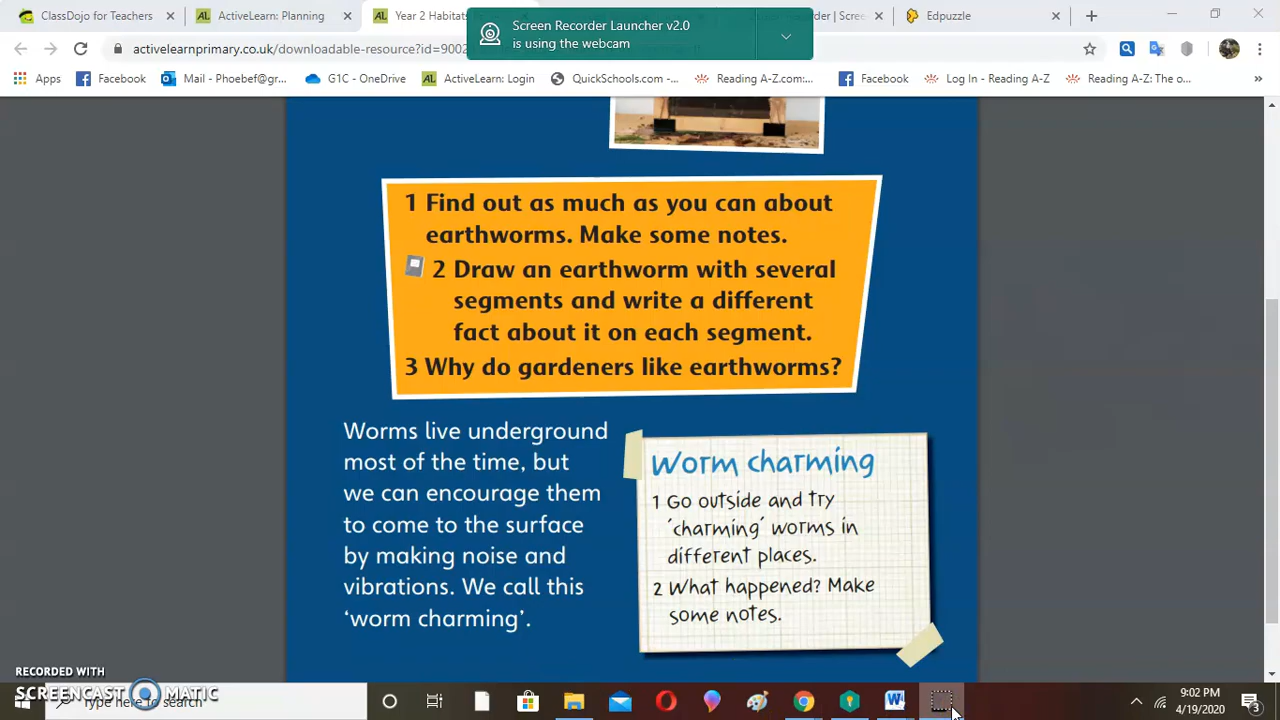 ClassDojo for Teachers
ActiveLearn: Planning
Year 2 Habitats
Edpuzzle
Screen Recorder Launcher v2.0
is using the webcam
activelearnprimary.co.uk/downloadable-resource?id=9002
Apps Facebook Mail - Phoebef@gr... G1C - OneDrive ActiveLearn: Login QuickSchools.com -... Reading A-Z.com:... Facebook Log In - Reading A-Z Reading A-Z: The o...
1 Find out as much as you can about
earthworms. Make some notes.
2 Draw an earthworm with several
segments and write a different
fact about it on each segment.
3 Why do gardeners like earthworms?
Worms live underground
most of the time, but
we can encourage them
to come to the surface
by making noise and
vibrations. We call this
‘worm charming’.
Worm charming
1 Go outside and try
‘charming’ worms in
different places.
2 What happened? Make
some notes.
RECORDED WITH
SCREENCAST MATIC
Type here to search
9:02 PM
4/19/2020
3